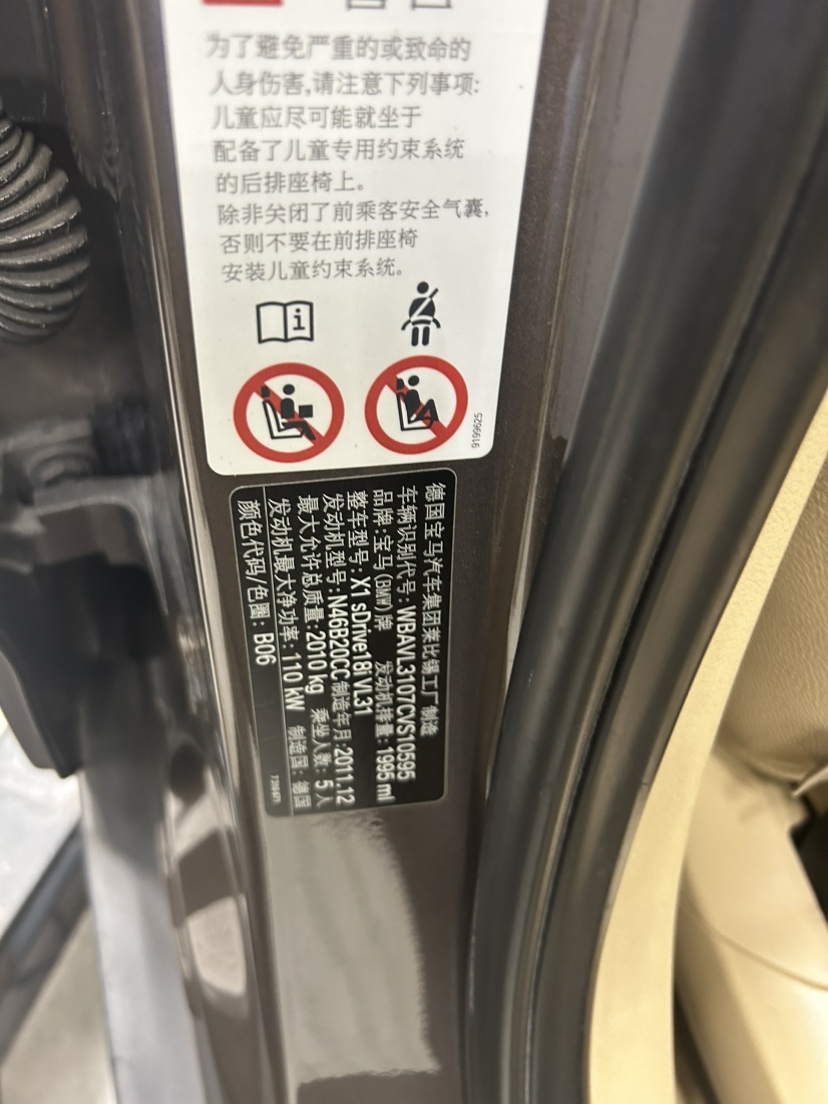 为了避免严重的或致命的
人身伤害,请注意下列事项:
儿童应尽可能就坐于
配备了儿童专用约束系统
的后排座椅上。
除非关闭了前乘客安全气囊,
否则不要在前排座椅
安装儿童约束系统。
9199625
德国宝马汽车集团莱比锡工厂 制造
车辆识别代号: WBAVL3107CVS10595
品牌: 宝马(BMW)牌 发动机排量: 1995 ml
整车型号: X1 sDrive18i VL31
发动机型号: N46B20CC 制造年月: 2011.12
最大允许总质量: 2010 kg 乘坐人数: 5人
发动机最大净功率: 110 kW 制造国: 德国
颜色代码/色圈: B06